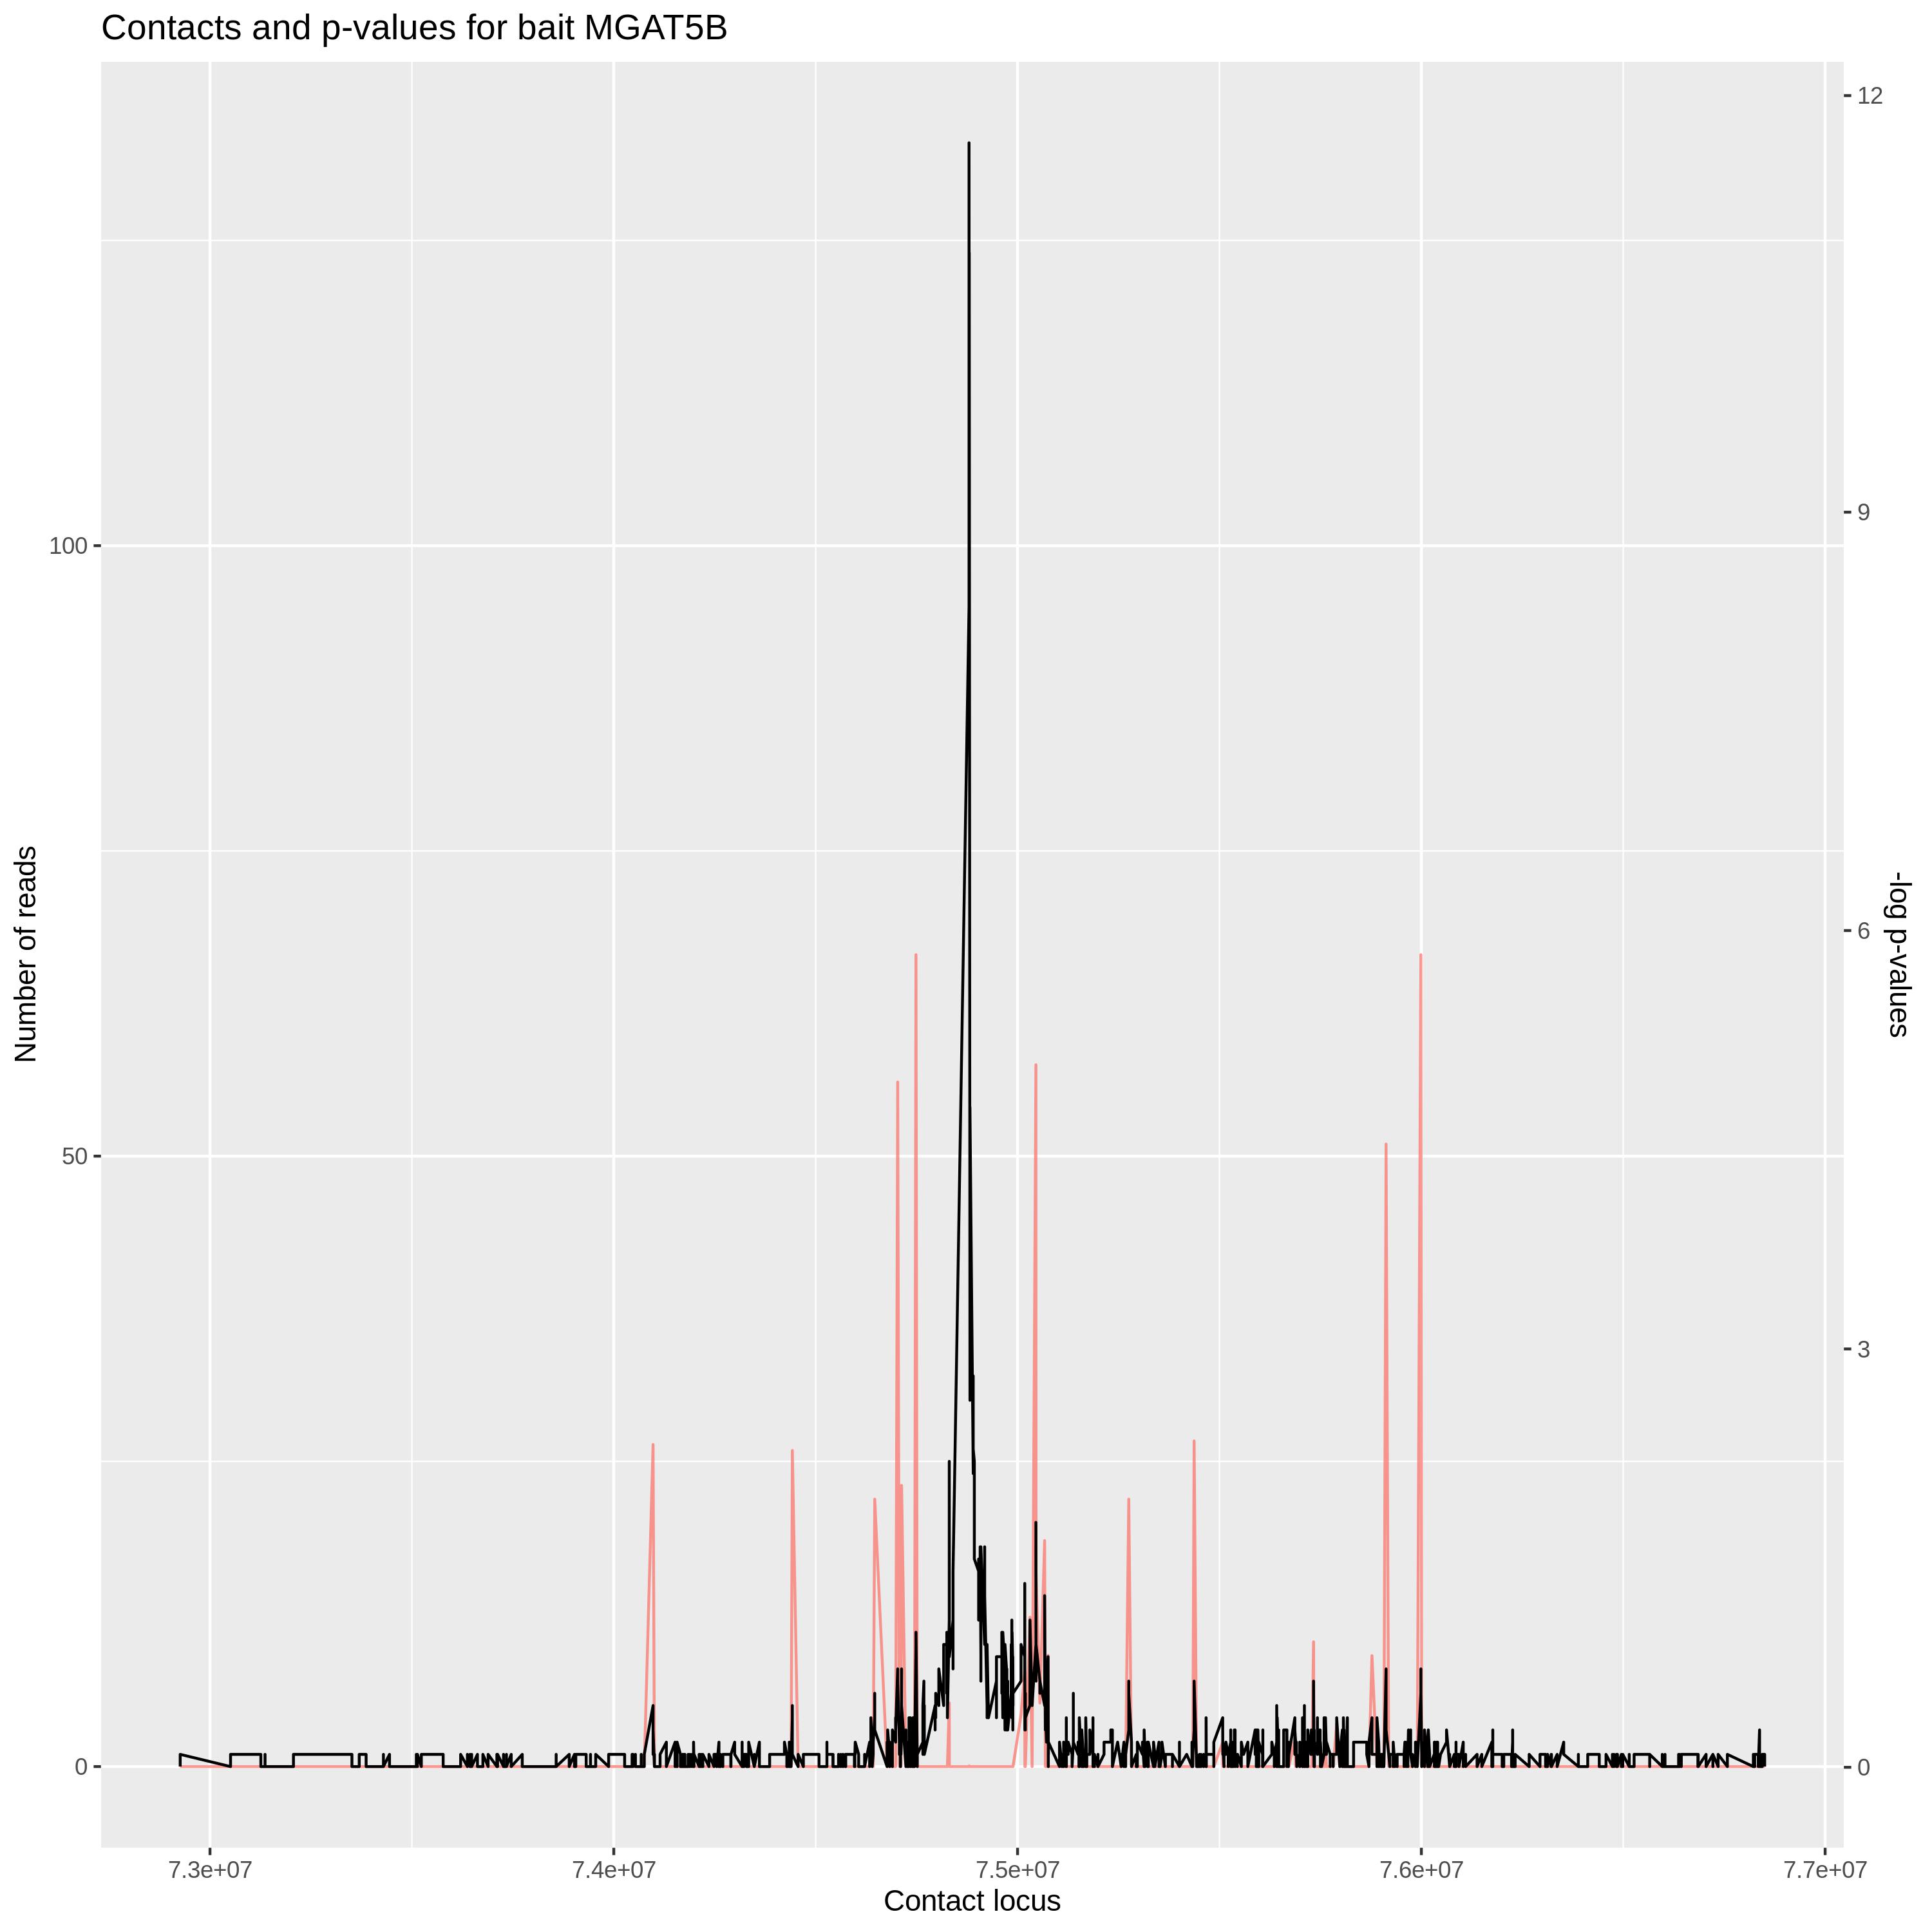 Contacts and p-values for bait MGAT5B
12
9
6
3
0
-log p-values
100
50
0
Number of reads
7.3e+07
7.4e+07
7.5e+07
7.6e+07
7.7e+07
Contact locus